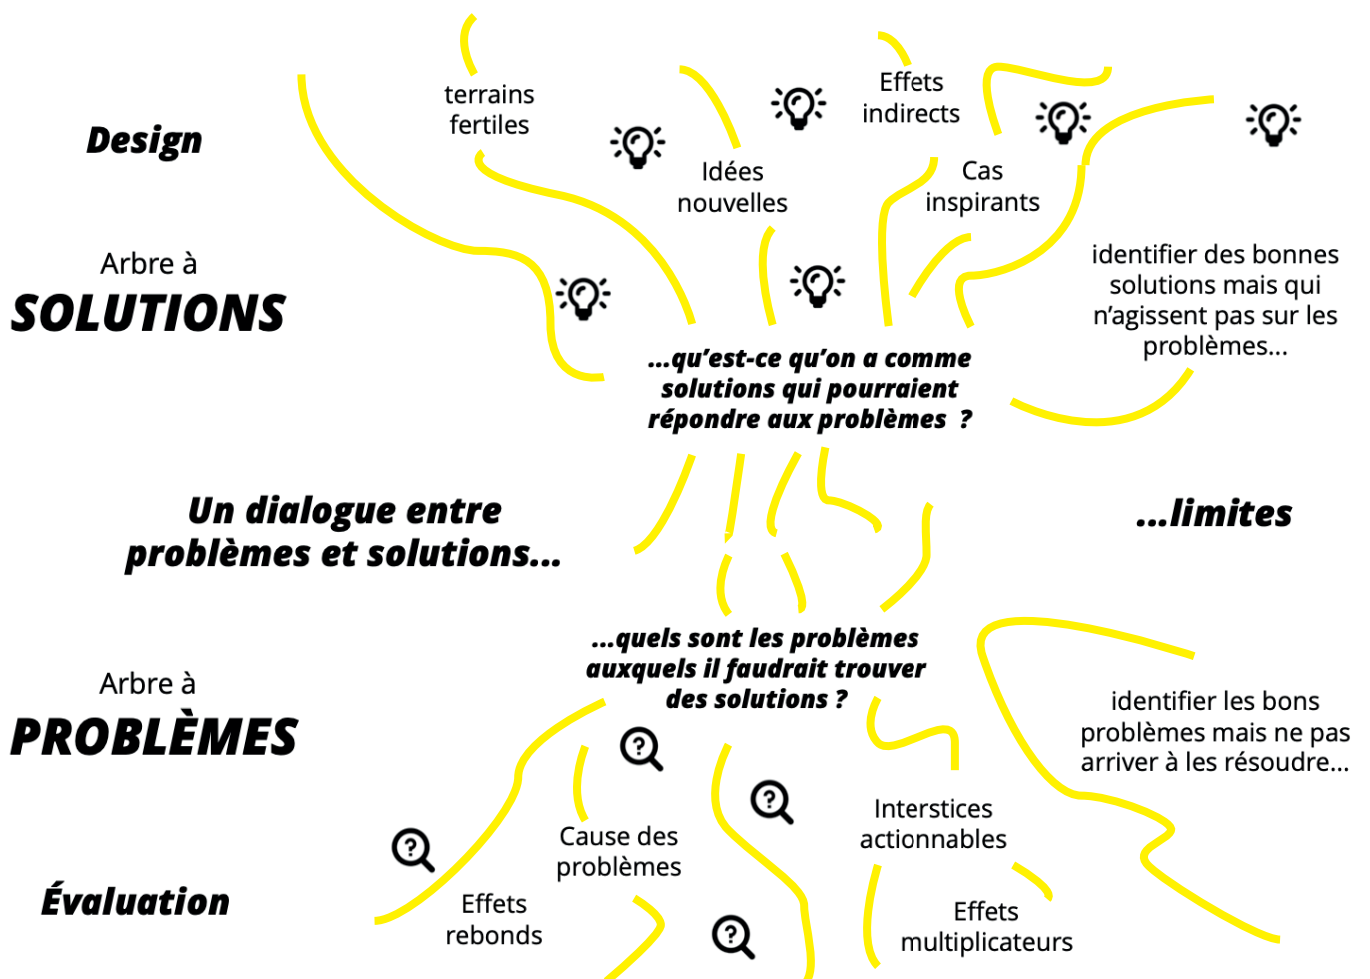 Design
terrains
fertiles
Idées
nouvelles
Effets
indirects
Cas
inspirants
Arbre à
SOLUTIONS
identifier des bonnes
solutions mais qui
n’agissent pas sur les
problèmes...
...qu’est-ce qu’on a comme
solutions qui pourraient
répondre aux problèmes ?
Un dialogue entre
problèmes et solutions...
...limites
...quels sont les problèmes
auxquels il faudrait trouver
des solutions ?
Arbre à
PROBLÈMES
identifier les bons
problèmes mais ne pas
arriver à les résoudre...
?
?
?
?
Cause des
problèmes
Interstices
actionnables
Évaluation
Effets
rebonds
Effets
multiplicateurs